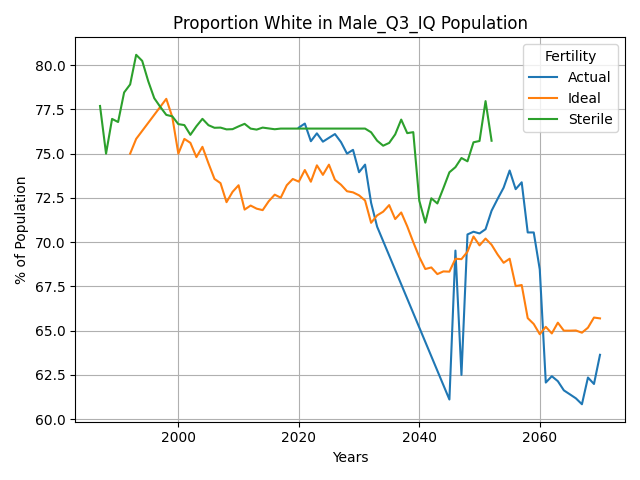 Proportion White in Male_Q3_IQ Population
Fertility
Actual
Ideal
Sterile
% of Population
80.0
77.5
75.0
72.5
70.0
67.5
65.0
62.5
60.0
2000 2020 2040 2060
Years